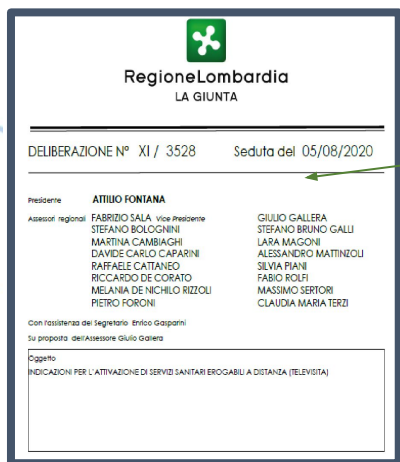 RegioneLombardia
LA GIUNTA
DELIBERAZIONE N° XI / 3528 Seduta del 05/08/2020
Presidente ATTILIO FONTANA
Assessori regionali FABRIZIO SALA Vice Presidente GIULIO GALLERA
STEFANO BOLOGNINI STEFANO BRUNO GALLI
MARTINA CAMBIAGHI LARA MAGONI
DAVIDE CARLO CAPARINI ALESSANDRO MATTINZOLI
RAFFAELE CATTANEO SILVIA PIANI
RICCARDO DE CORATO FABIO ROLFI
MELANIA DE NICHILO RIZZOLI MASSIMO SERTORI
PIETRO FORONI CLAUDIA MARIA TERZI
Con l'assistenza del Segretario Enrico Gasparini
Su proposta dell'Assessore Giulio Gallera
Oggetto
INDICAZIONI PER L'ATTIVAZIONE DI SERVIZI SANITARI EROGABILI A DISTANZA (TELEVISITA)